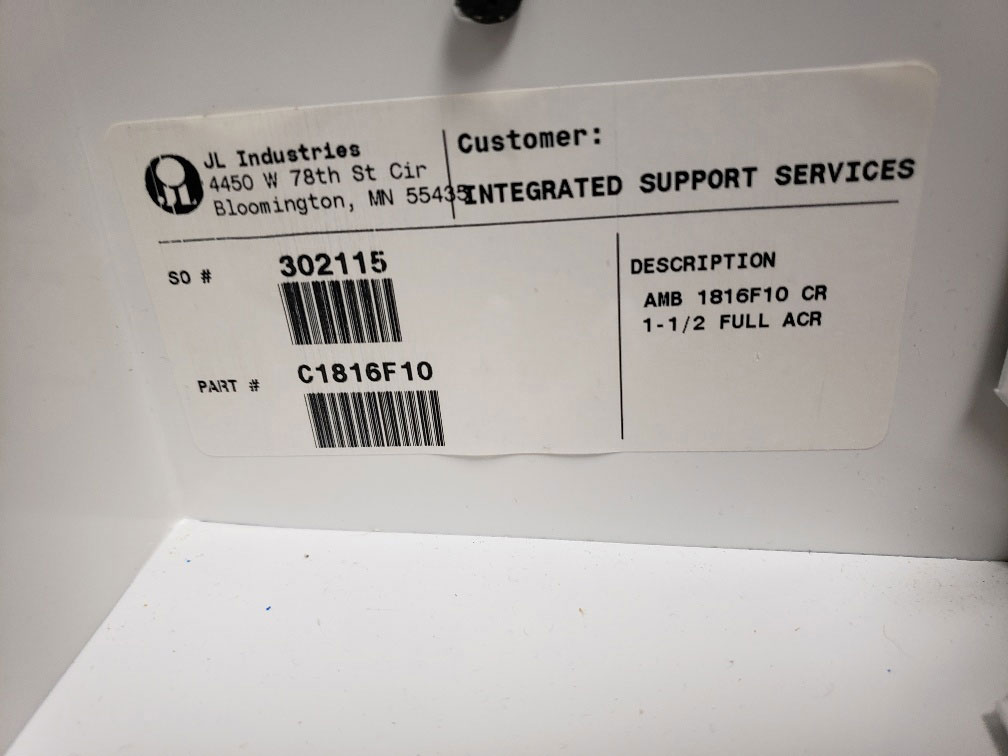 JL Industries
4450 W 78th St Cir
Bloomington, MN 55435
Customer:
INTEGRATED SUPPORT SERVICES
SO # 302115
PART # C1816F10
DESCRIPTION
AMB 1816F10 CR
1-1/2 FULL ACR